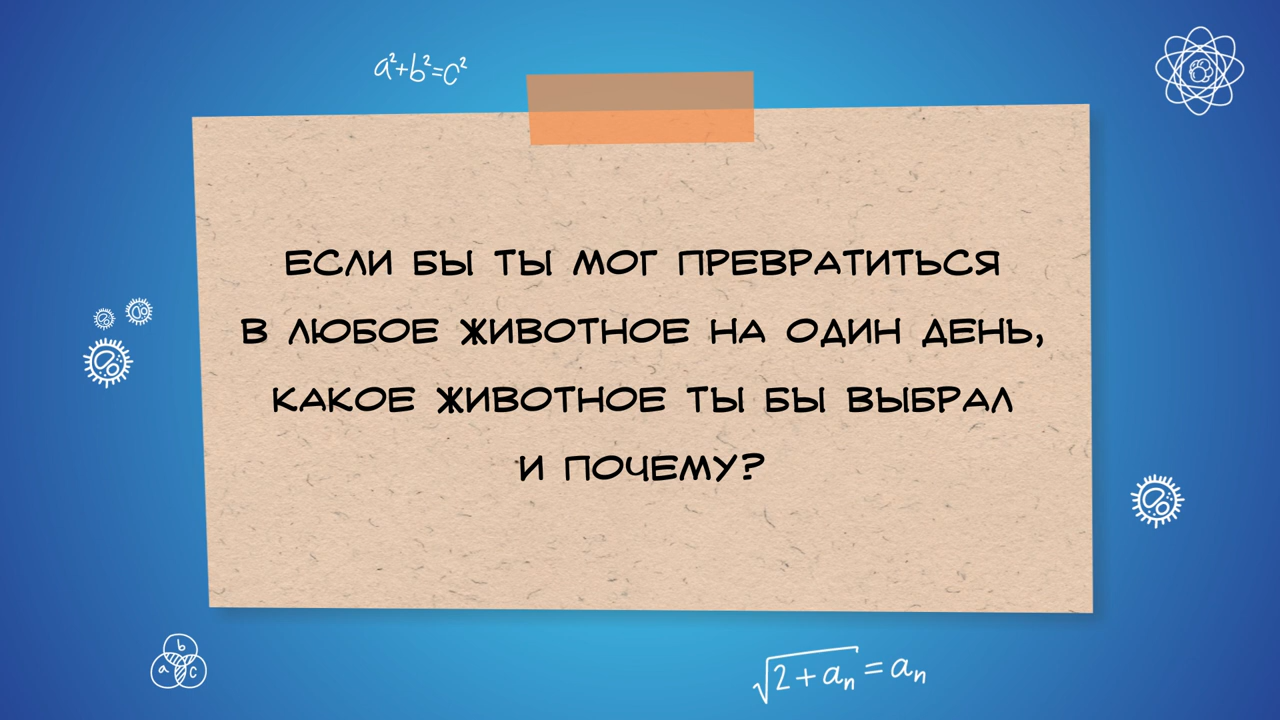 a²+b²=c²
ЕСЛИ БЫ ТЫ МОГ ПРЕВРАТИТЬСЯ
В ЛЮБОЕ ЖИВОТНОЕ НА ОДИН ДЕНЬ,
КАКОЕ ЖИВОТНОЕ ТЫ БЫ ВЫБРАЛ
И ПОЧЕМУ?
b
a c
√2+aₙ = aₙ